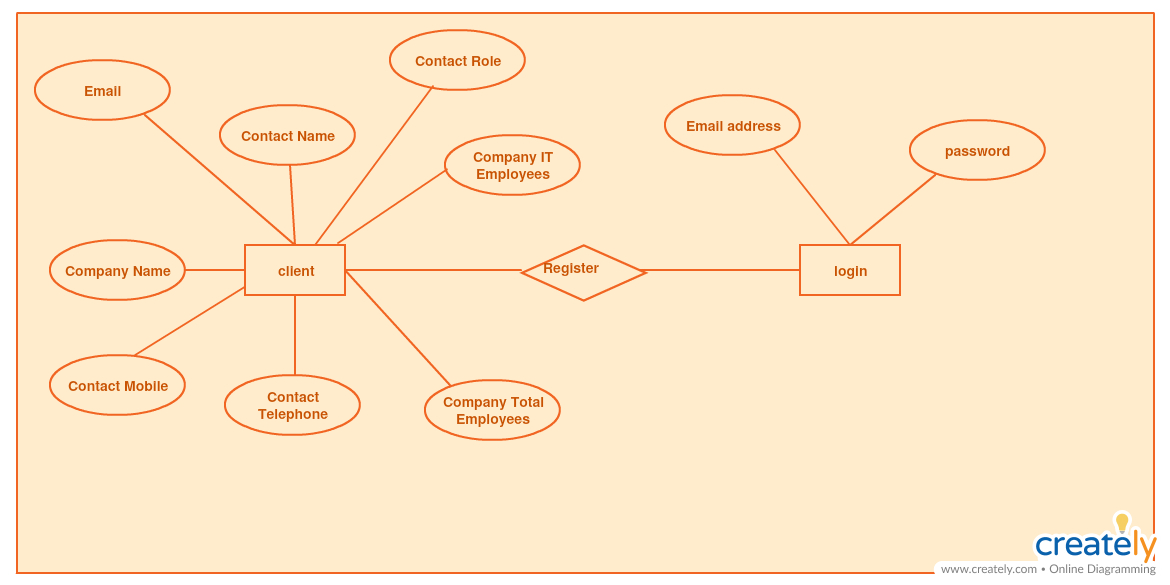 Contact Role
Email
Contact Name
Email address
password
Company IT
Employees
Company Name
client
Register
login
Contact Mobile
Contact
Telephone
Company Total
Employees
creately
www.creately.com • Online Diagramming